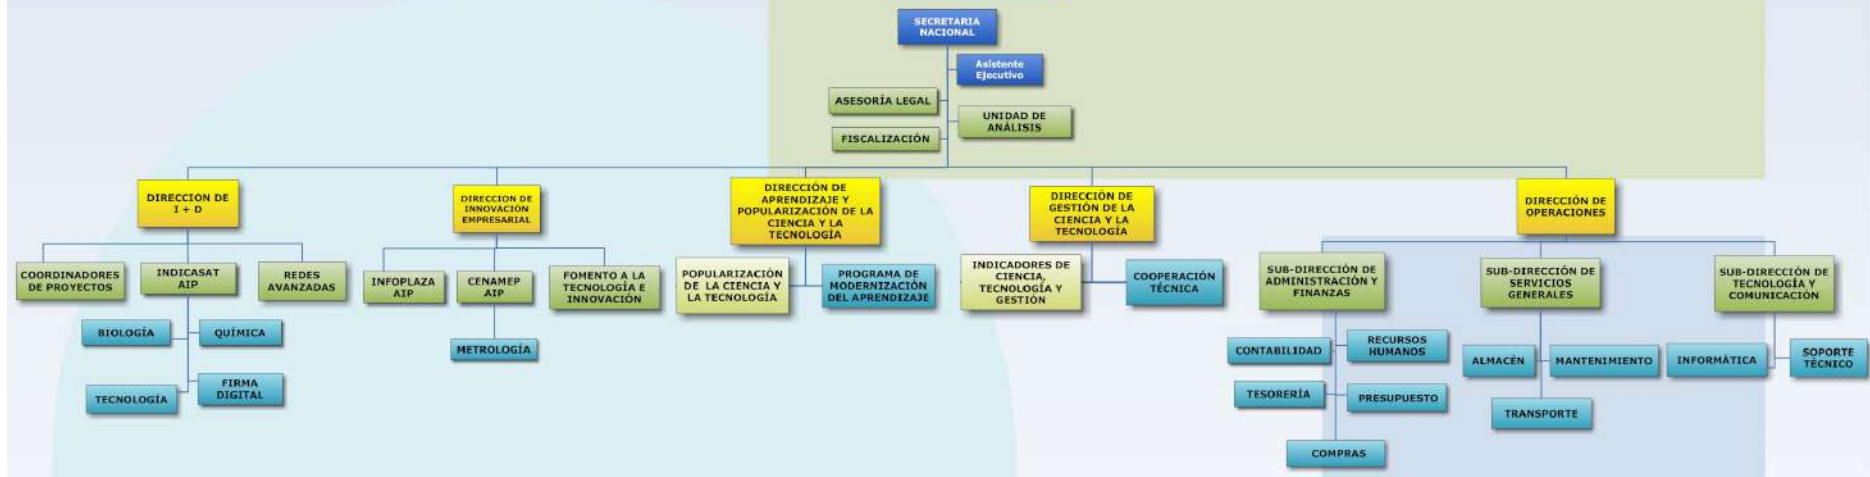 SECRETARIA
NACIONAL
Asistente
Ejecutivo
ASESORÍA LEGAL
UNIDAD DE
ANÁLISIS
FISCALIZACIÓN
DIRECCION DE
I + D
DIRECCION DE
INNOVACIÓN
EMPRESARIAL
DIRECCIÓN DE
APRENDIZAJE Y
POPULARIZACIÓN DE LA
CIENCIA Y LA
TECNOLOGÍA
DIRECCIÓN DE
GESTIÓN DE LA
CIENCIA Y LA
TECNOLOGÍA
DIRECCIÓN DE
OPERACIONES
COORDINADORES
DE PROYECTOS
INDICASAT
AIP
REDES
AVANZADAS
INFOPLAZA
AIP
CENAMEP
AIP
FOMENTO A LA
TECNOLOGÍA E
INNOVACIÓN
POPULARIZACIÓN
DE LA CIENCIA Y
LA TECNOLOGÍA
PROGRAMA DE
MODERNIZACIÓN
DEL APRENDIZAJE
INDICADORES DE
CIENCIA,
TECNOLOGÍA Y
GESTIÓN
COOPERACIÓN
TÉCNICA
SUB-DIRECCIÓN DE
ADMINISTRACIÓN Y
FINANZAS
SUB-DIRECCIÓN DE
SERVICIOS
GENERALES
SUB-DIRECCIÓN DE
TECNOLOGÍA Y
COMUNICACIÓN
BIOLOGÍA
QUÍMICA
TECNOLOGÍA
FIRMA
DIGITAL
METROLOGÍA
CONTABILIDAD
RECURSOS
HUMANOS
TESORERÍA
PRESUPUESTO
COMPRAS
ALMACÉN
MANTENIMIENTO
TRANSPORTE
INFORMÁTICA
SOPORTE
TÉCNICO